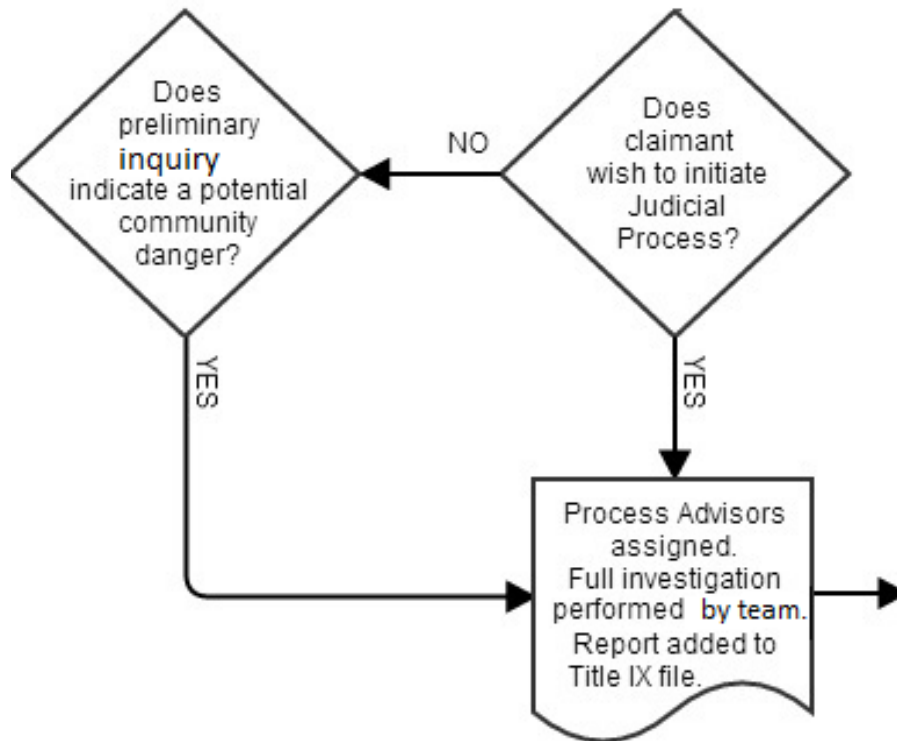 Does
preliminary
inquiry
indicate a potential
community
danger?
NO
Does
claimant
wish to initiate
Judicial
Process?
YES
YES
Process Advisors
assigned.
Full investigation
performed by team.
Report added to
Title IX file.